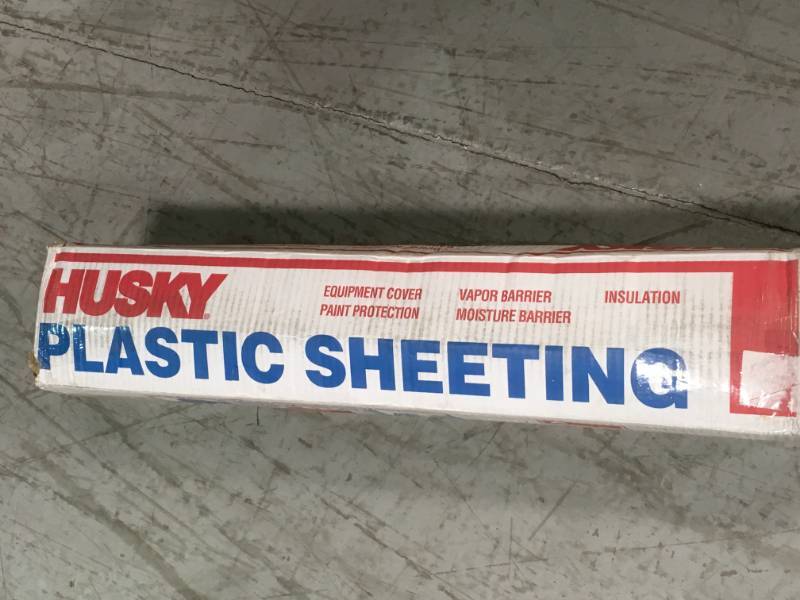 HUSKY
EQUIPMENT COVER VAPOR BARRIER INSULATION
PAINT PROTECTION MOISTURE BARRIER
PLASTIC SHEETING